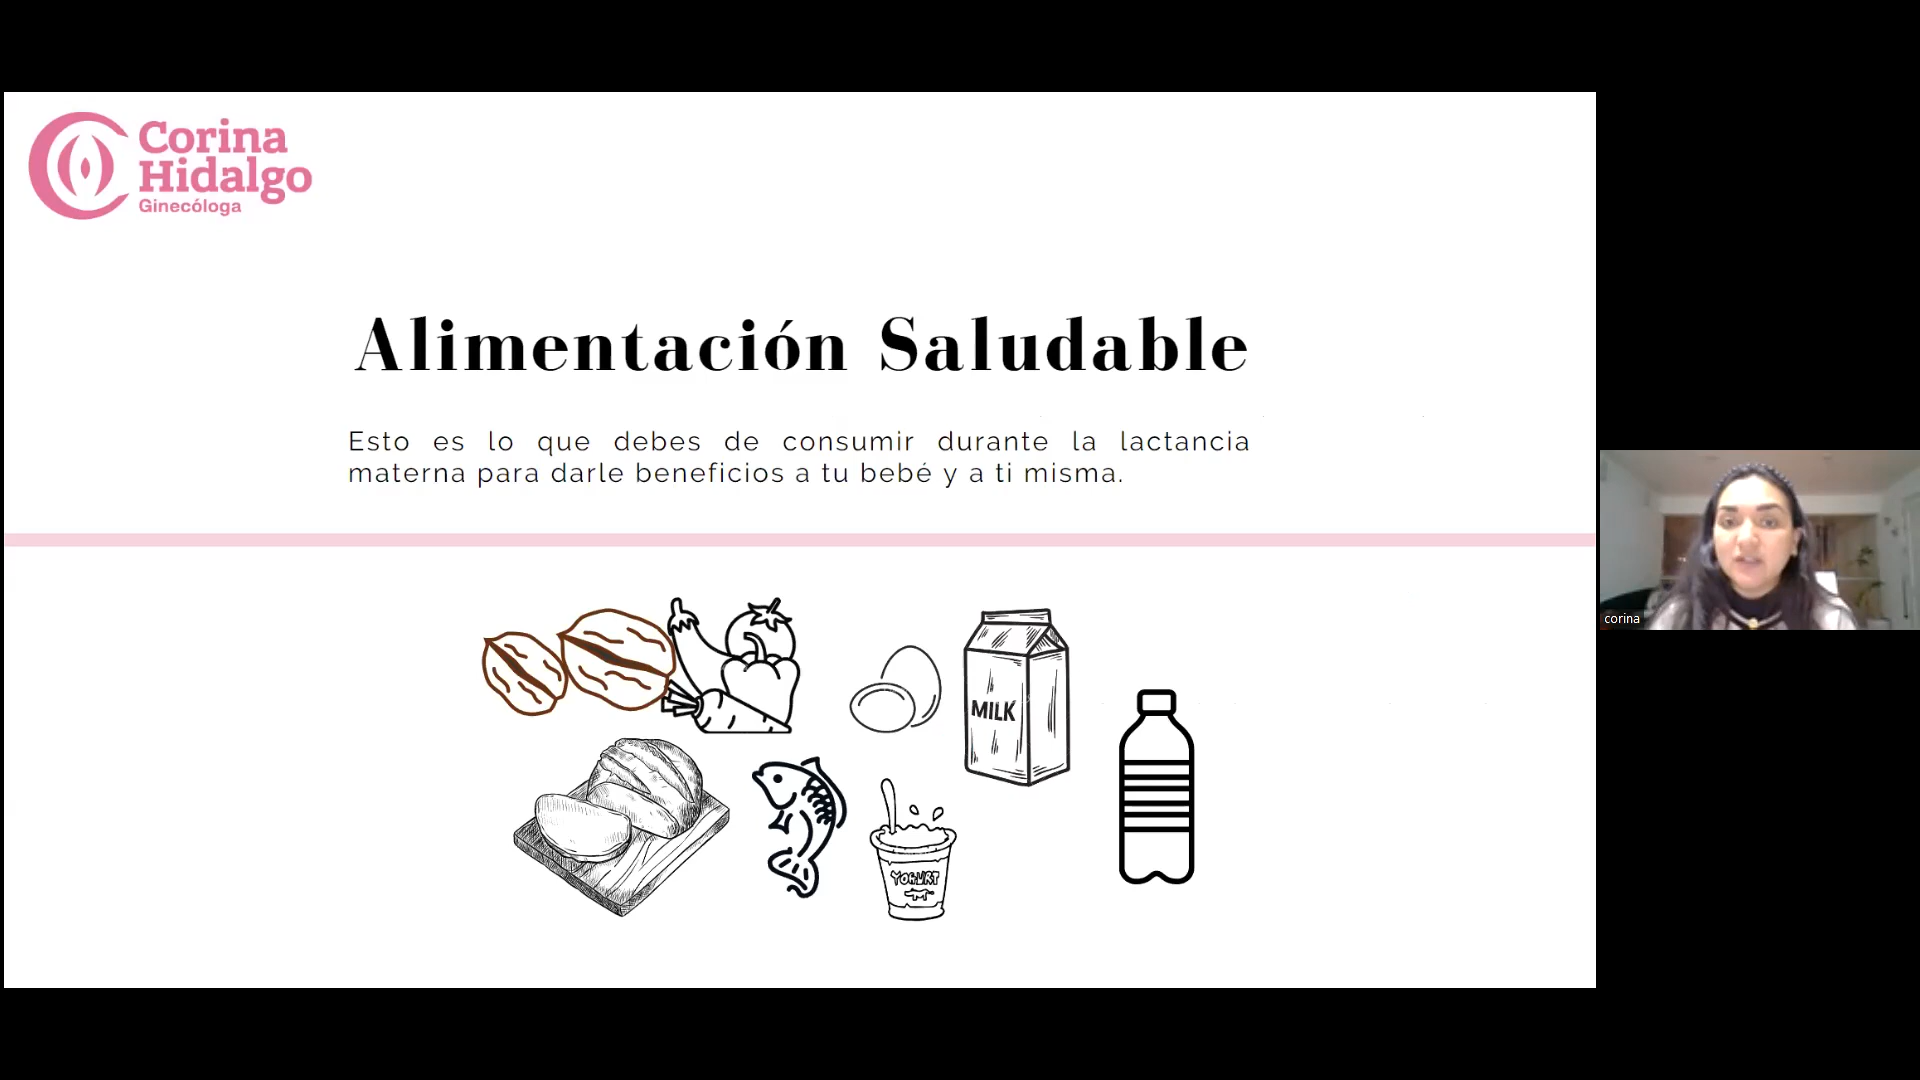 Corina
Hidalgo
Ginecóloga
Alimentación Saludable
Esto es lo que debes de consumir durante la lactancia
materna para darle beneficios a tu bebé y a ti misma.
MILK
YOGURT
corina